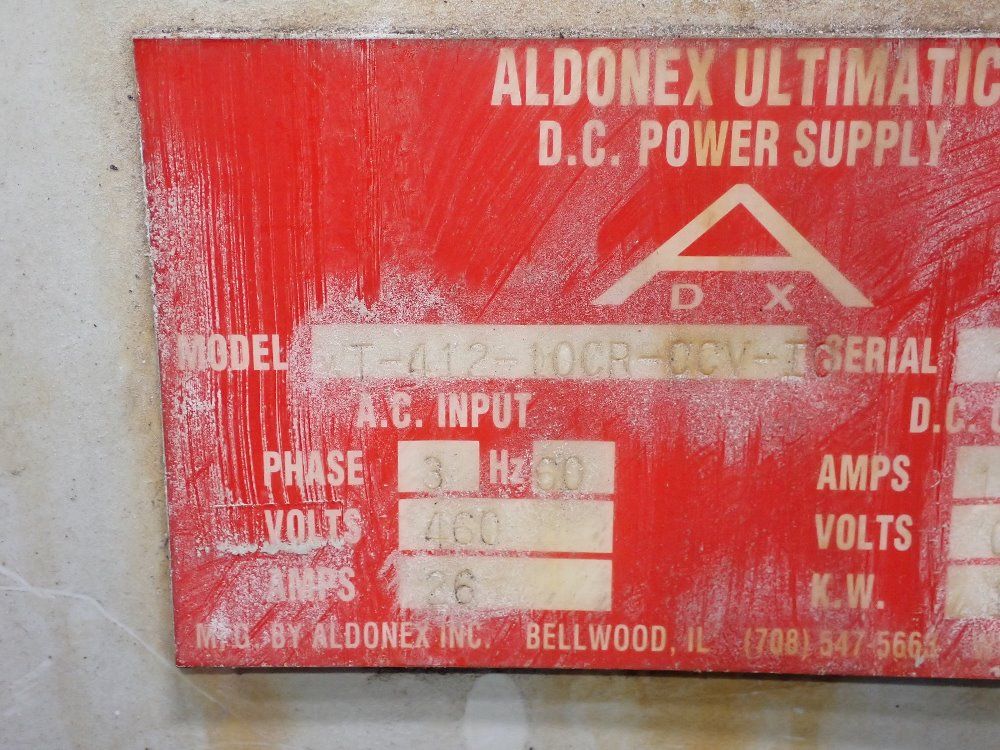 ALDONEX ULTIMATIC
D.C. POWER SUPPLY
A
D X
MODEL SERIAL
A.C. INPUT D.C.
PHASE 3 Hz 60 AMPS
VOLTS 460 VOLTS
AMPS 26 K.W.
MFG. BY ALDONEX INC. BELLWOOD, IL (708) 547-5663